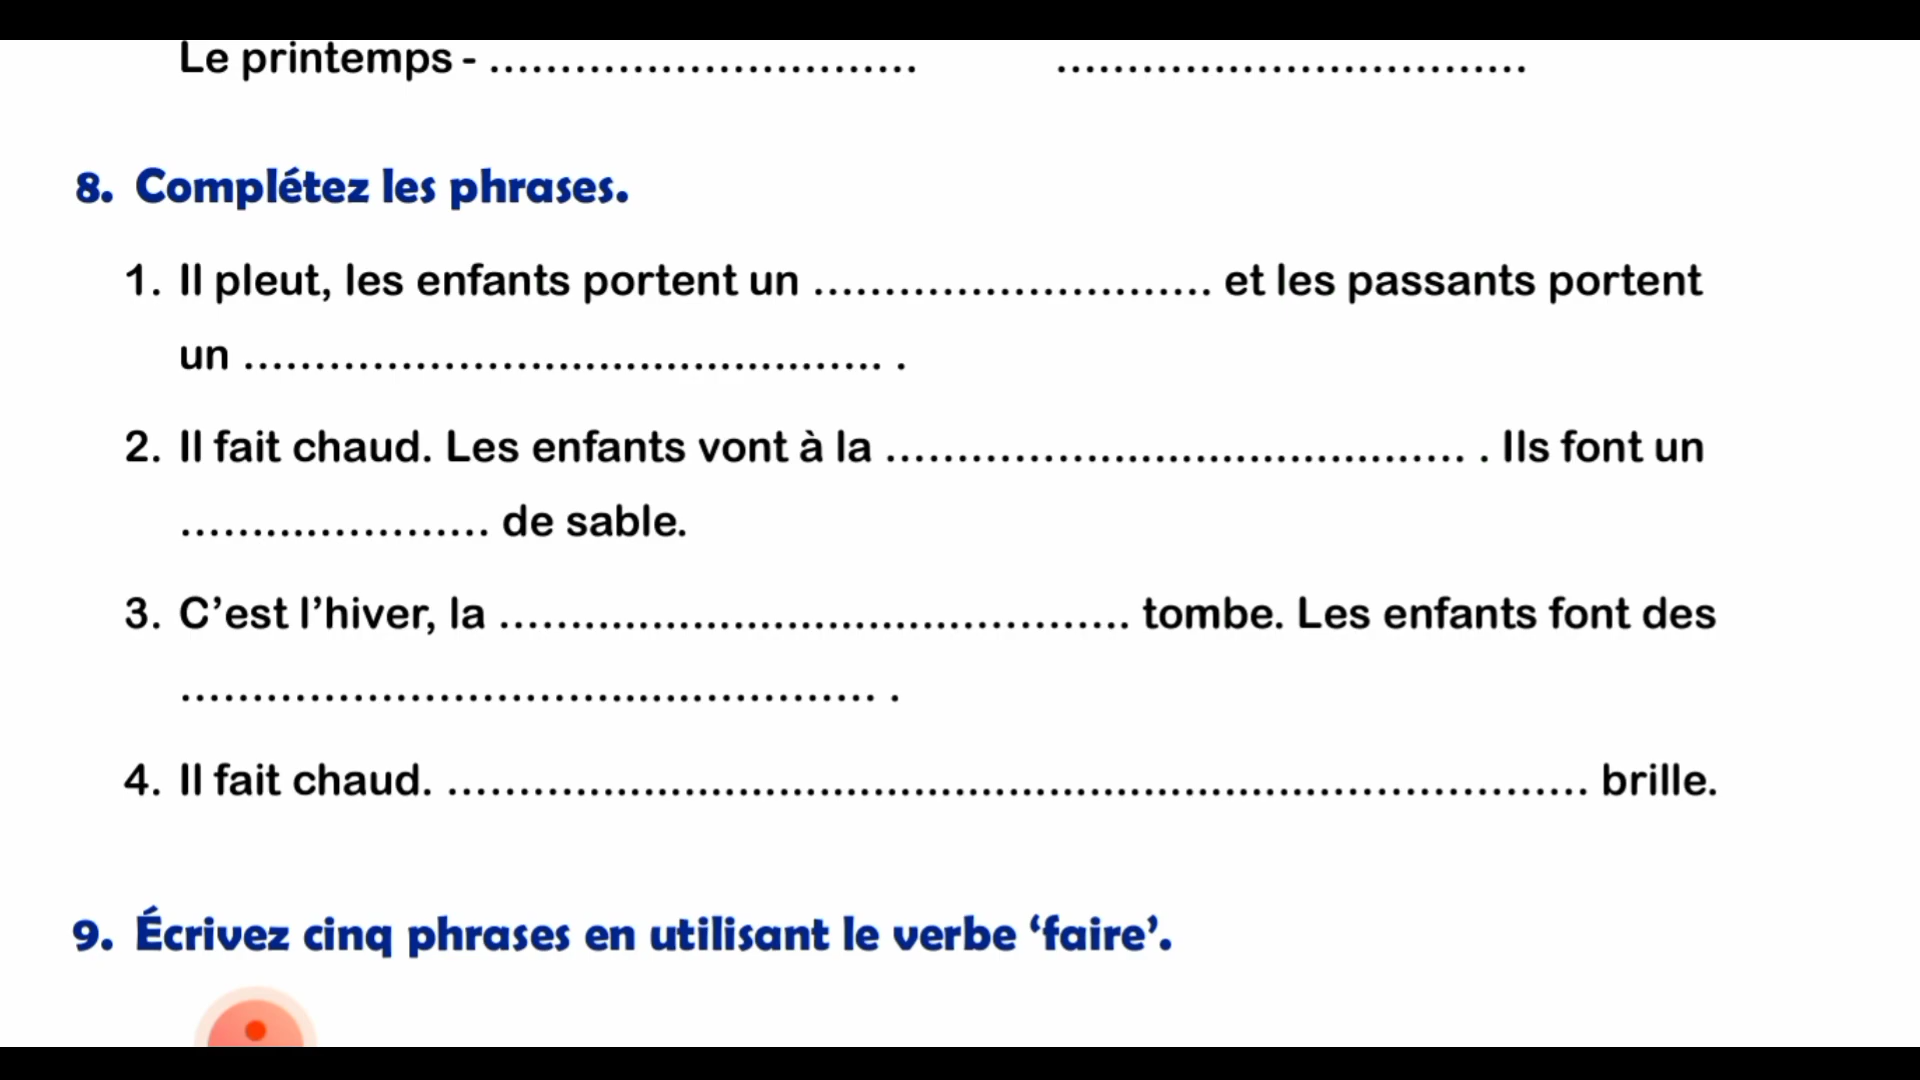 Le printemps - .............................. .................................
8. Complétez les phrases.
1. Il pleut, les enfants portent un ............................ et les passants portent
un ............................................. .
2. Il fait chaud. Les enfants vont à la ......................................... . Ils font un
...................... de sable.
3. C’est l’hiver, la ............................................ tombe. Les enfants font des
................................................. .
4. Il fait chaud. ................................................................................ brille.
9. Écrivez cinq phrases en utilisant le verbe ‘faire’.